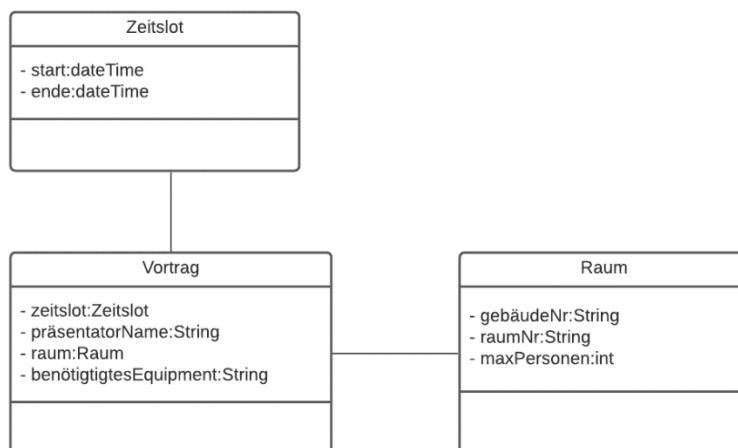 Zeitslot
- start:dateTime
- ende:dateTime
Vortrag
- zeitslot:Zeitslot
- präsentatorName:String
- raum:Raum
- benötigtigtesEquipment:String
Raum
- gebäudeNr:String
- raumNr:String
- maxPersonen:int